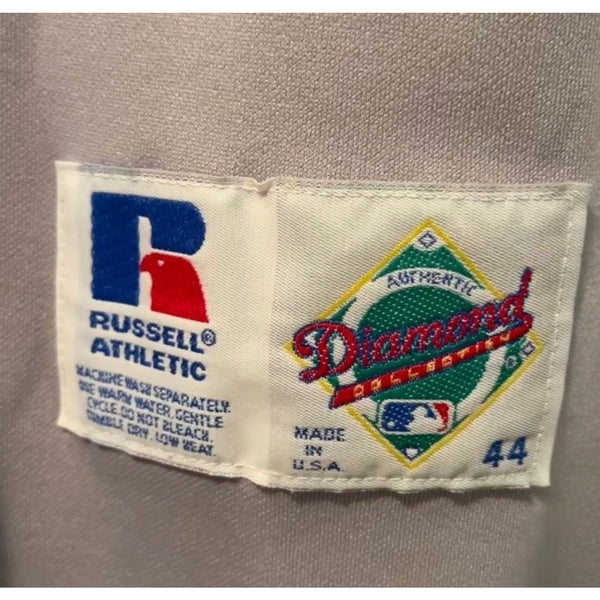 RUSSELL®
ATHLETIC
MACHINE WASH SEPARATELY.
USE WARM WATER. GENTLE
CYCLE DO NOT BLEACH.
TUMBLE DRY. LOW HEAT.
AUTHENTIC
Diamond
COLLECTION
MADE
IN
U.S.A.
44